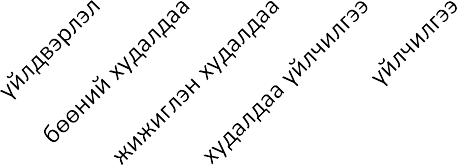 үйлдвэрлэл
бөөний худалдаа
жижиглэн худалдаа
худалдаа үйлчилгээ
үйлчилгээ